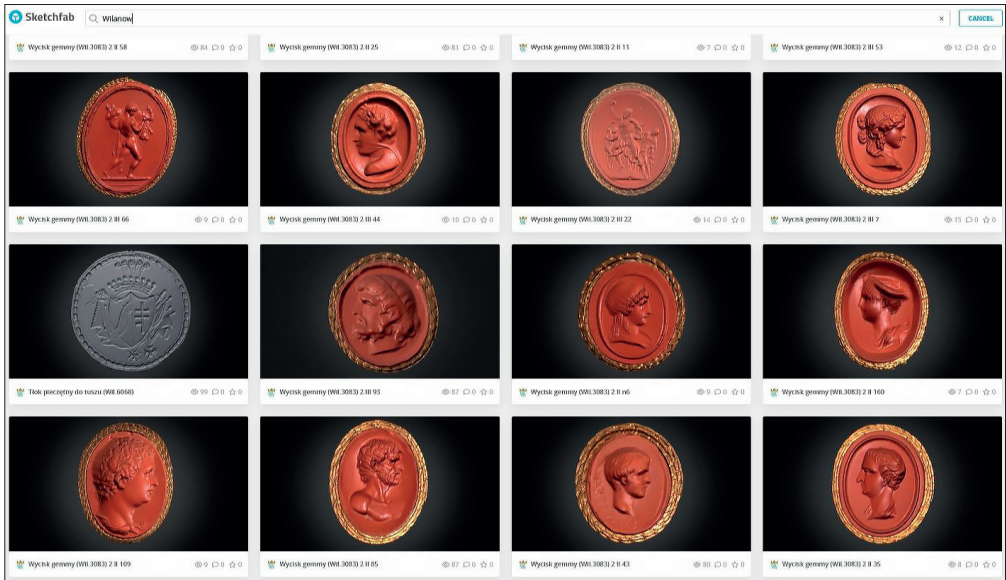 Sketchfab Wilanow × CANCEL
Wycisk gemmy (WIL.3083) 2 II 58 84 0 0
Wycisk gemmy (WIL.3083) 2 II 25 81 0 0
Wycisk gemmy (WIL.3083) 2 II 11 7 0 0
Wycisk gemmy (WIL.3083) 2 III 53 12 0 0
Wycisk gemmy (WIL.3083) 2 III 66 9 0 0
Wycisk gemmy (WIL.3083) 2 III 44 10 0 0
Wycisk gemmy (WIL.3083) 2 III 22 14 0 0
Wycisk gemmy (WIL.3083) 2 III 7 15 0 0
Tłok pieczętny do tuszu (WIL.6068) 99 0 0
Wycisk gemmy (WIL.3083) 2 III 93 87 0 0
Wycisk gemmy (WIL.3083) 2 II n6 9 0 0
Wycisk gemmy (WIL.3083) 2 II 160 7 0 0
Wycisk gemmy (WIL.3083) 2 II 109 9 0 0
Wycisk gemmy (WIL.3083) 2 II 85 87 0 0
Wycisk gemmy (WIL.3083) 2 II 43 80 0 0
Wycisk gemmy (WIL.3083) 2 II 35 8 0 0